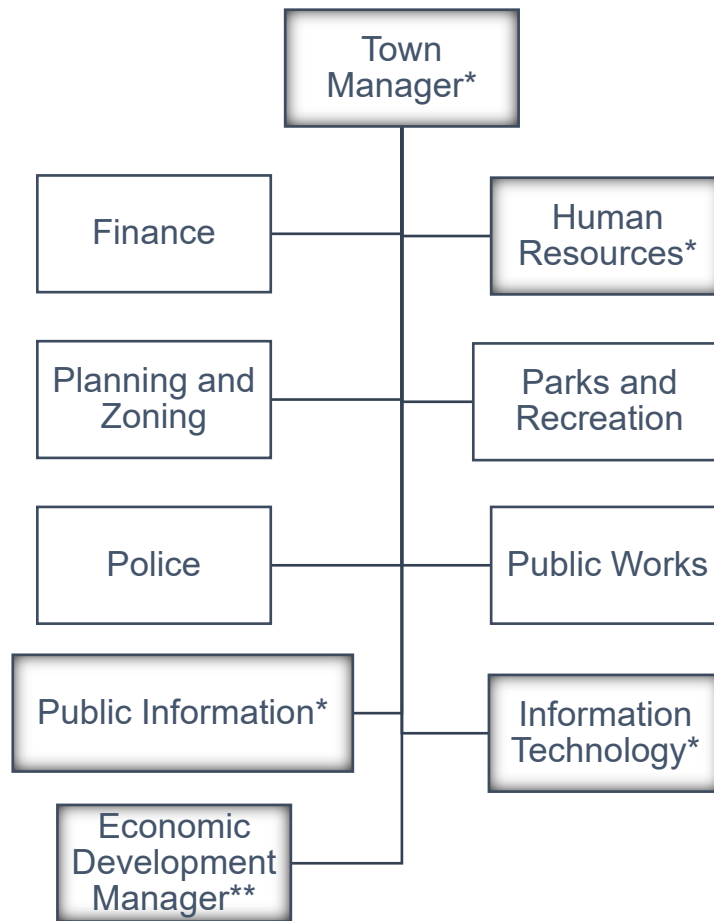 Town
Manager*
Finance
Human
Resources*
Planning and
Zoning
Parks and
Recreation
Police
Public Works
Public Information*
Information
Technology*
Economic
Development
Manager**